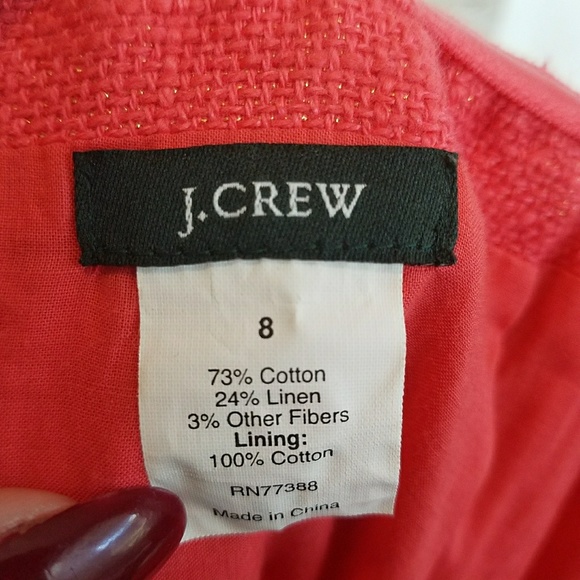 J.CREW
8
73% Cotton
24% Linen
3% Other Fibers
Lining:
100% Cotton
RN77388
Made in China